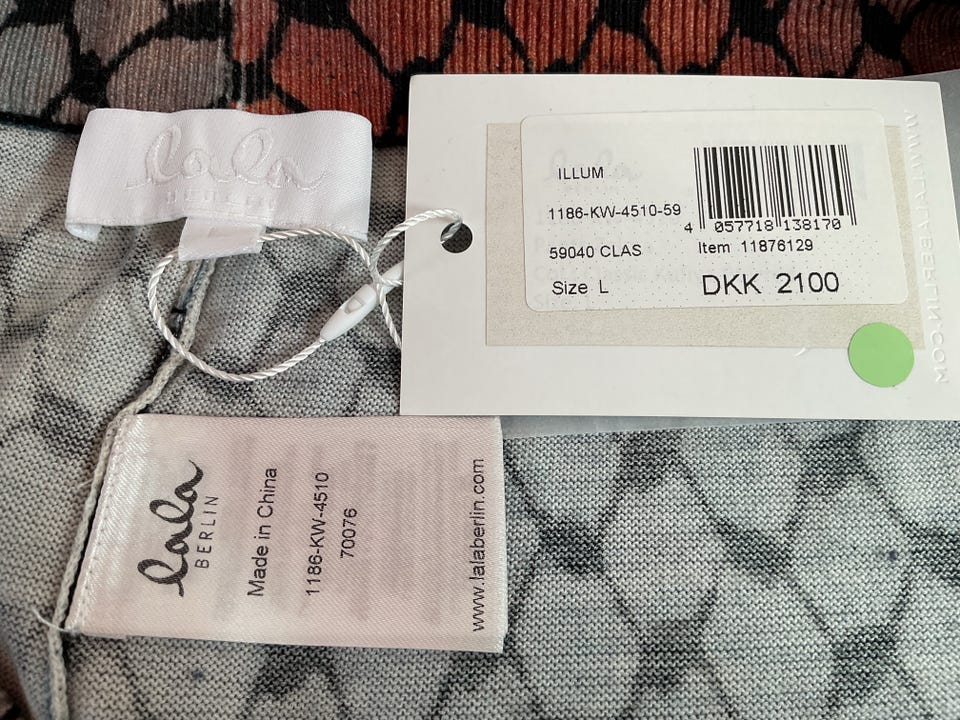 lala
BERLIN
L
ILLUM
1186-KW-4510-59
59040 CLAS
Size L
4 057718 138170
Item 11876129
DKK 2100
WWW.LALABERLIN.COM
lala
BERLIN
Made in China
1186-KW-4510
70076
www.lalaberlin.com